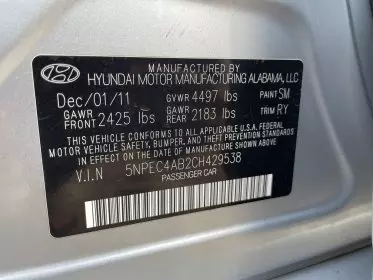 MANUFACTURED BY
HYUNDAI MOTOR MANUFACTURING ALABAMA, LLC
Dec/01/11 GVWR 4497 lbs PAINT SM
GAWR FRONT 2425 lbs GAWR REAR 2183 lbs TRIM RY
THIS VEHICLE CONFORMS TO ALL APPLICABLE FEDERAL
MOTOR VEHICLE SAFETY, BUMPER, AND THEFT PREVENTION
STANDARDS IN EFFECT ON THE DATE OF MANUFACTURE SHOWN ABOVE.
V.I.N 5NPEC4AB2CH429538
PASSENGER CAR